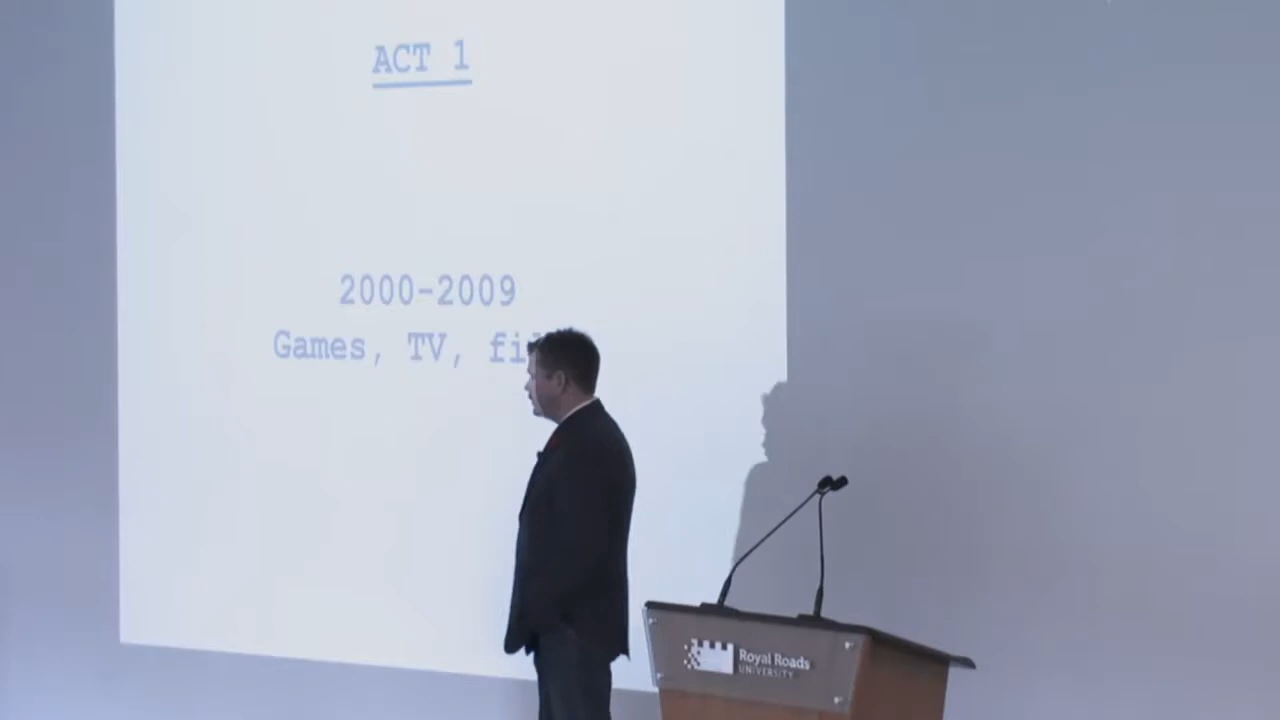 ACT 1
2000-2009
Games, TV,
Royal Roads
UNIVERSITY